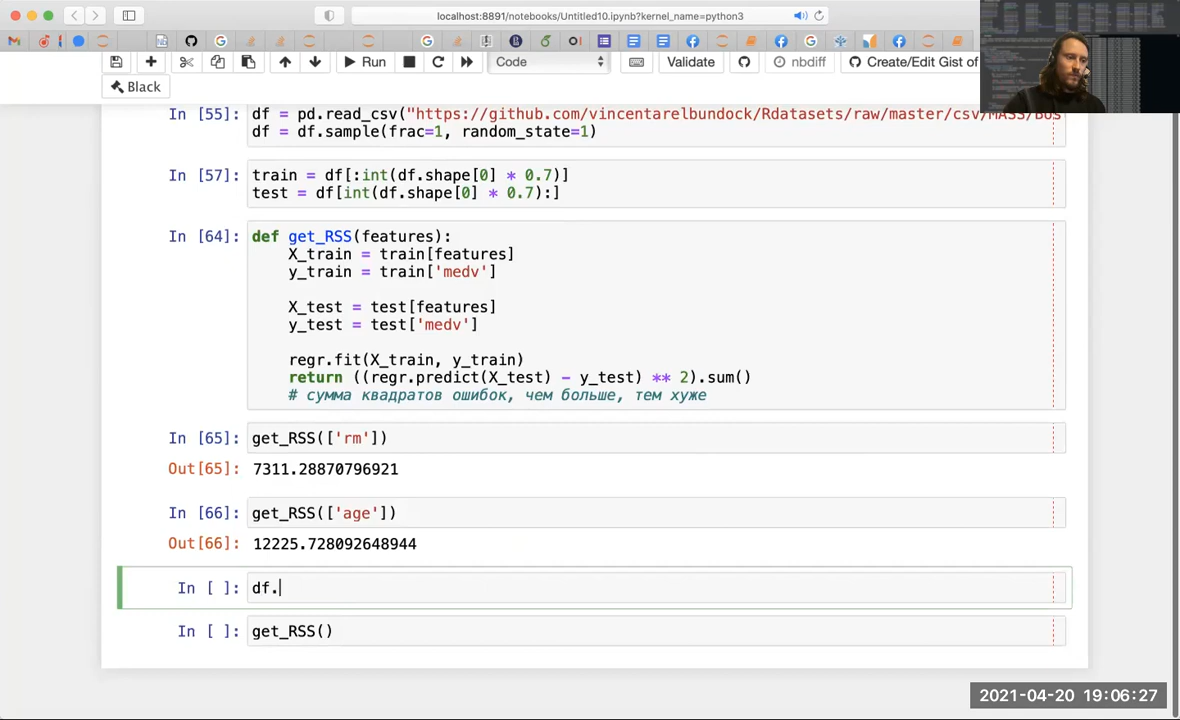 localhost:8891/notebooks/Untitled10.ipynb?kernel_name=python3
Run
Code
Validate
nbdiff
Create/Edit Gist of
Black
In [55]: df = pd.read_csv("https://github.com/vincentarelbundock/Rdatasets/raw/master/csv/MASS/Bos
df = df.sample(frac=1, random_state=1)
In [57]: train = df[:int(df.shape[0] * 0.7)]
test = df[int(df.shape[0] * 0.7):]
In [64]: def get_RSS(features):
X_train = train[features]
y_train = train['medv']
X_test = test[features]
y_test = test['medv']
regr.fit(X_train, y_train)
return ((regr.predict(X_test) - y_test) ** 2).sum()
# сумма квадратов ошибок, чем больше, тем хуже
In [65]: get_RSS(['rm'])
Out[65]: 7311.28870796921
In [66]: get_RSS(['age'])
Out[66]: 12225.728092648944
In [ ]: df.
In [ ]: get_RSS()
2021-04-20 19:06:27